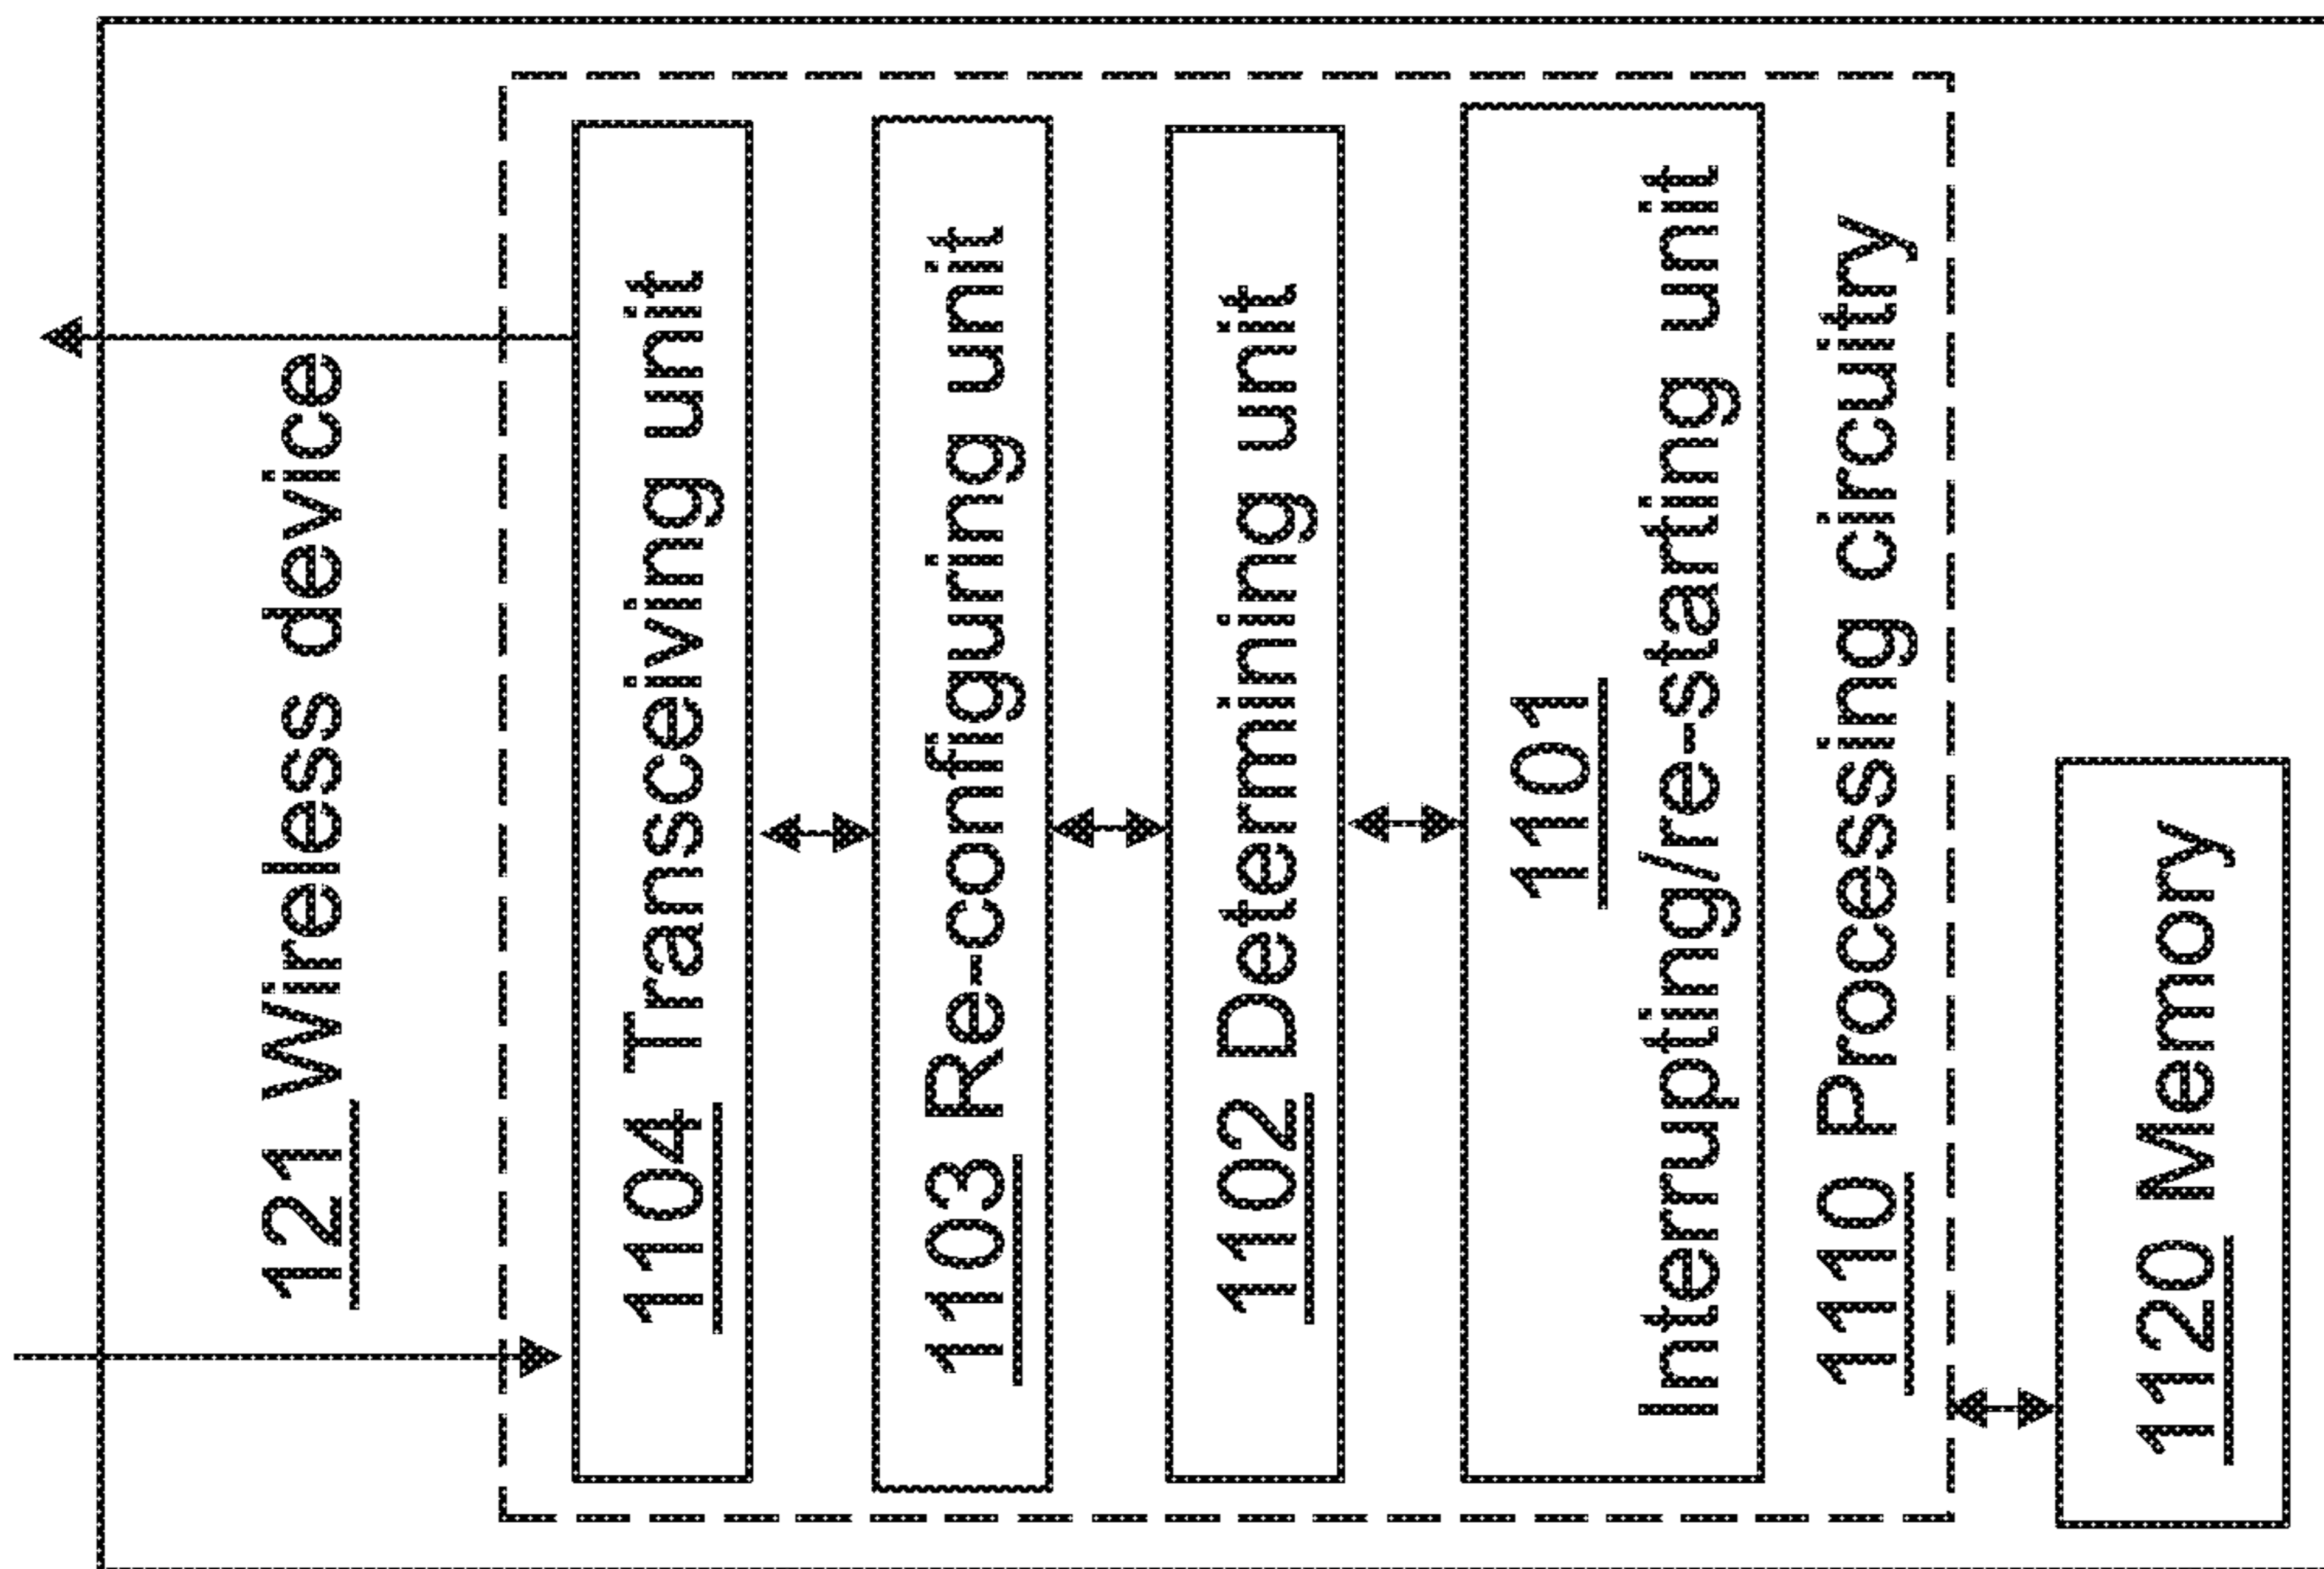 121 Wireless device
1104 Transceiving unit
1103 Re-configuring unit
1102 Determining unit
1101
Interrupting/re-starting unit
1110 Processing circuitry
1120 Memory